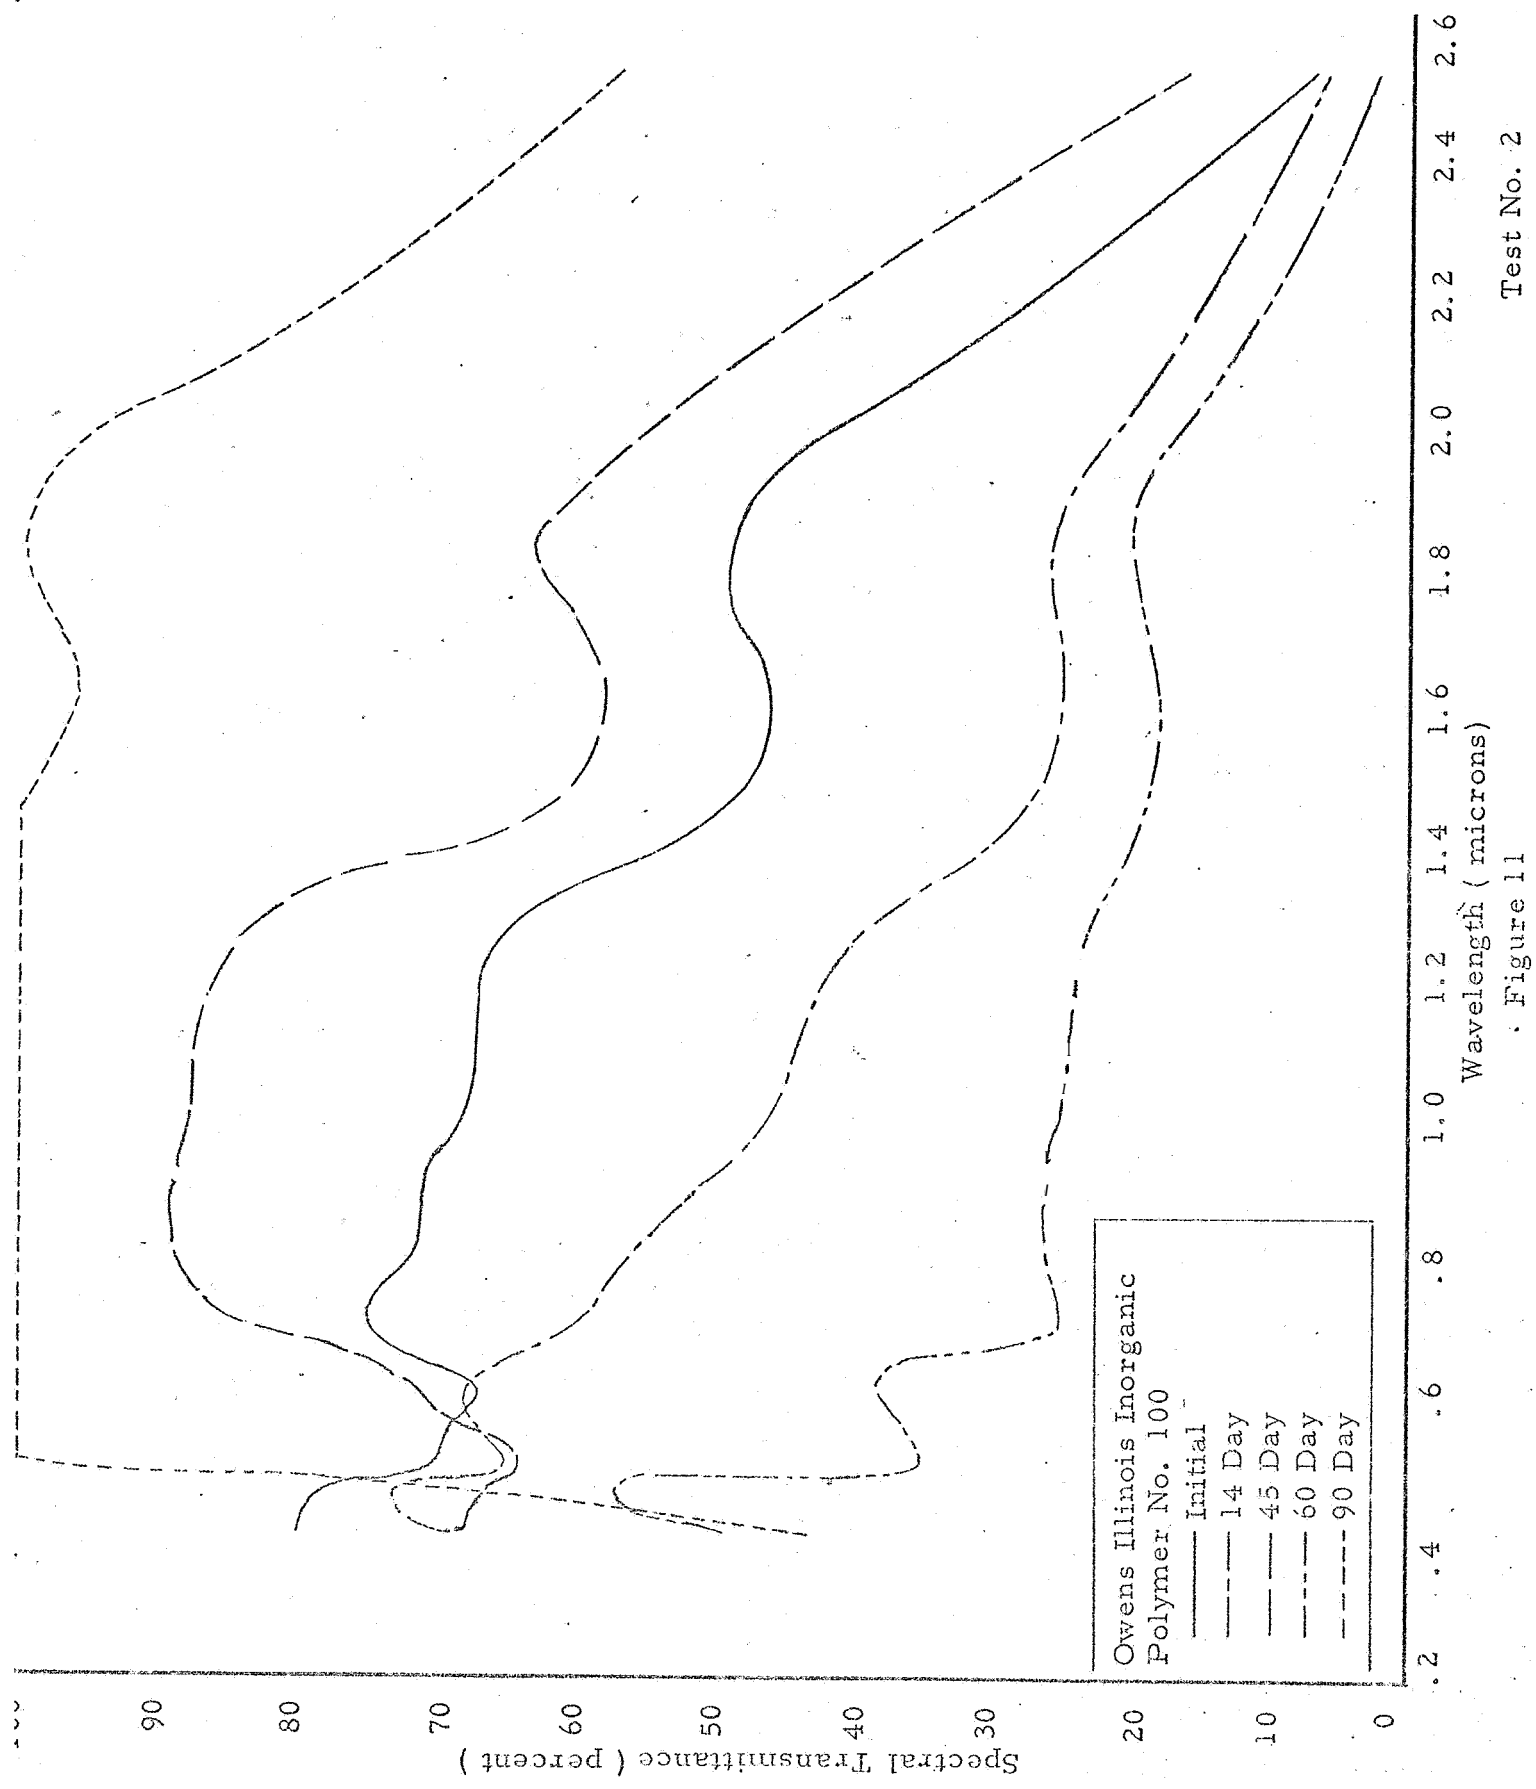 100
90
80
70
60
50
40
30
20
10
0
Spectral Transmittance ( percent )
Owens Illinois Inorganic
Polymer No. 100
Initial
14 Day
45 Day
60 Day
90 Day
.2 .4 .6 .8 1.0 1.2 1.4 1.6 1.8 2.0 2.2 2.4 2.6
Wavelength ( microns)
Figure 11
Test No. 2